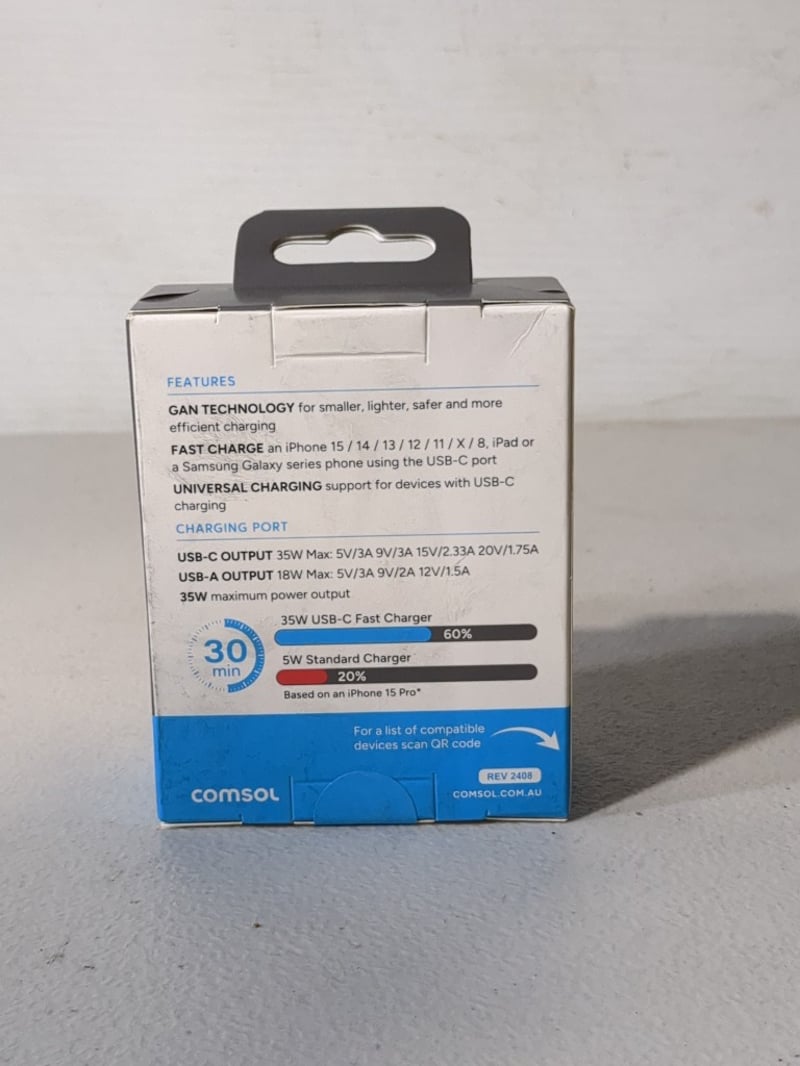 FEATURES
GAN TECHNOLOGY for smaller, lighter, safer and more
efficient charging
FAST CHARGE an iPhone 15 / 14 / 13 / 12 / 11 / X / 8, iPad or
a Samsung Galaxy series phone using the USB-C port
UNIVERSAL CHARGING support for devices with USB-C
charging
CHARGING PORT
USB-C OUTPUT 35W Max: 5V/3A 9V/3A 15V/2.33A 20V/1.75A
USB-A OUTPUT 18W Max: 5V/3A 9V/2A 12V/1.5A
35W maximum power output
30
min
35W USB-C Fast Charger
60%
5W Standard Charger
20%
Based on an iPhone 15 Pro*
For a list of compatible
devices scan QR code
REV 2408
comsol
COMSOL.COM.AU